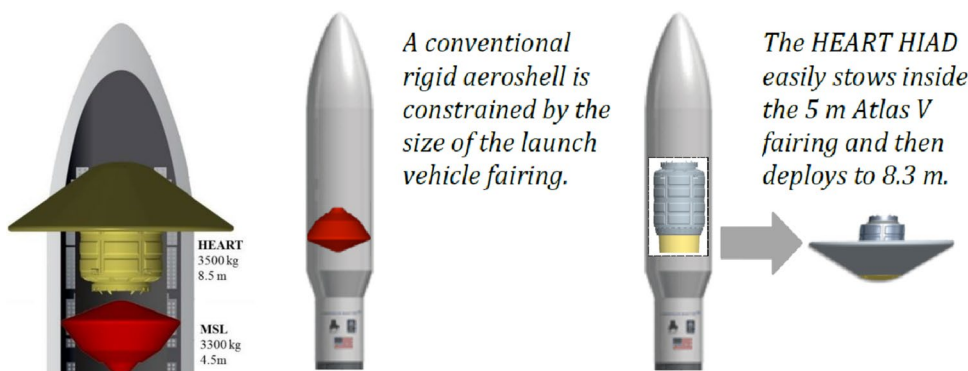 HEART
3500 kg
8.5 m
MSL
3300 kg
4.5m
A conventional
rigid aeroshell is
constrained by the
size of the launch
vehicle fairing.
The HEART HIAD
easily stows inside
the 5 m Atlas V
fairing and then
deploys to 8.3 m.